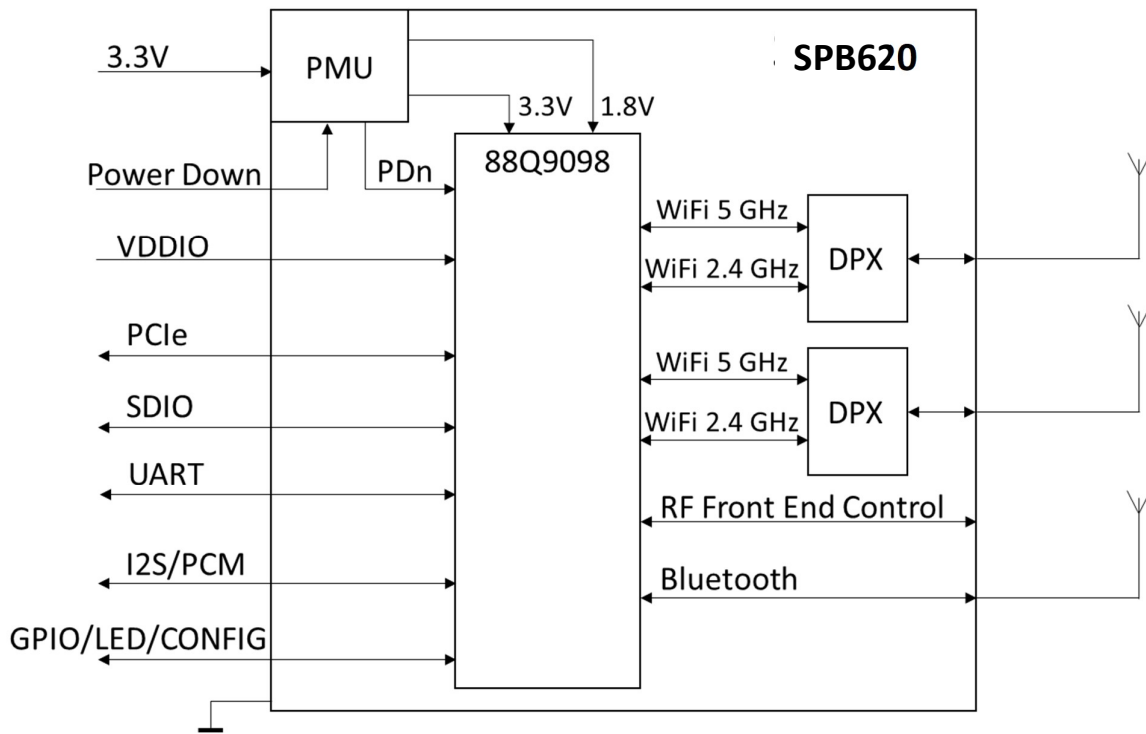 SPB620
3.3V
PMU
3.3V
1.8V
88Q9098
Power Down
PDn
VDDIO
WiFi 5 GHz
WiFi 2.4 GHz
DPX
PCIe
WiFi 5 GHz
WiFi 2.4 GHz
DPX
SDIO
UART
RF Front End Control
I2S/PCM
Bluetooth
GPIO/LED/CONFIG